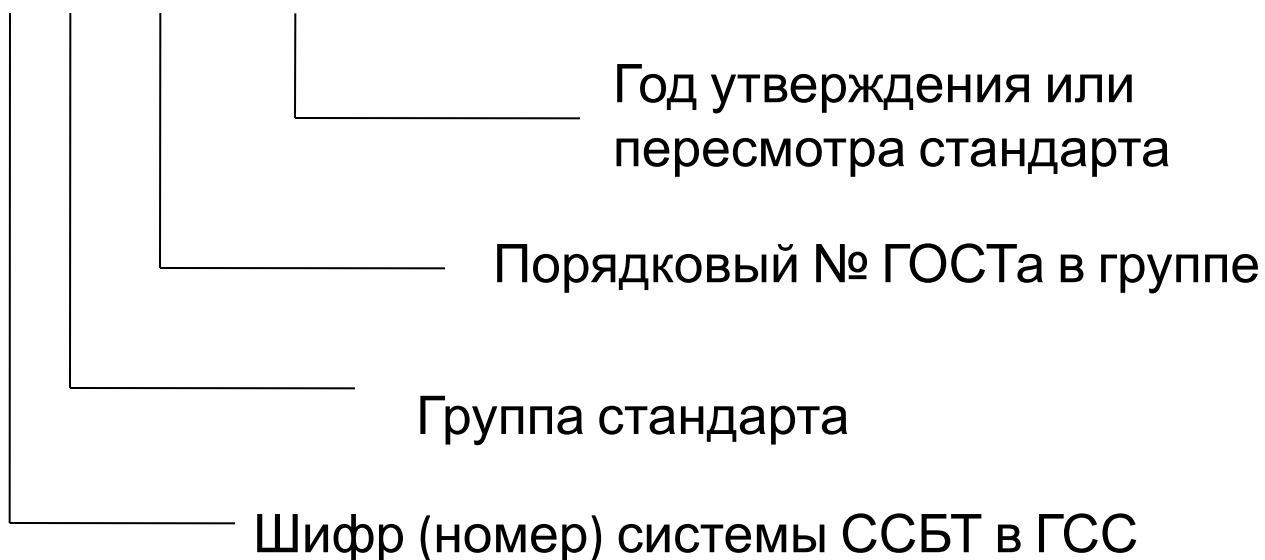 Год утверждения или
пересмотра стандарта
Порядковый № ГОСТа в группе
Группа стандарта
Шифр (номер) системы ССБТ в ГСС